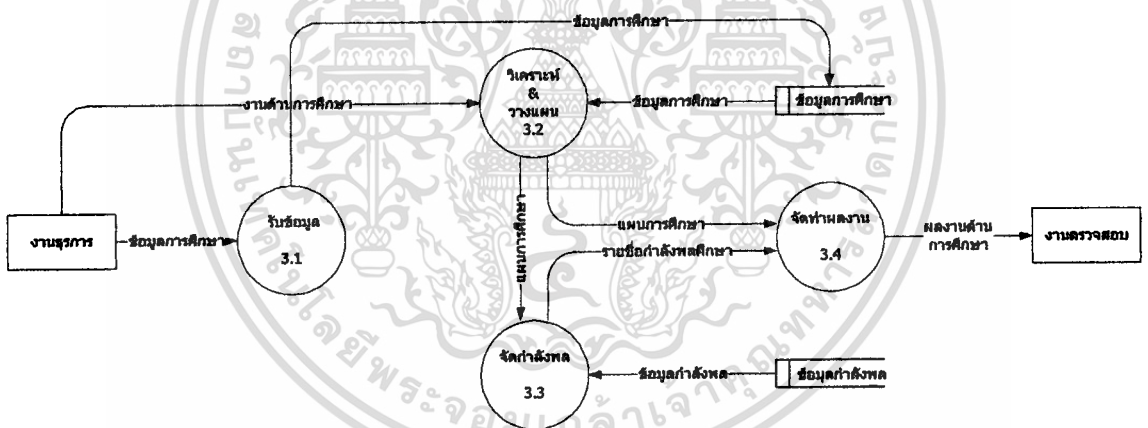 ข้อมูลการศึกษา
วิเคราะห์
&
วางแผน
3.2
งานด้านการศึกษา
ข้อมูลการศึกษา
ข้อมูลการศึกษา
งานธุรการ
ข้อมูลการศึกษา
รับข้อมูล
3.1
แผนการศึกษา
แผนการศึกษา
รายชื่อกำลังพลศึกษา
จัดทำผลงาน
3.4
ผลงานด้าน
การศึกษา
งานตรวจสอบ
จัดกำลังพล
3.3
ข้อมูลกำลังพล
ข้อมูลกำลังพล